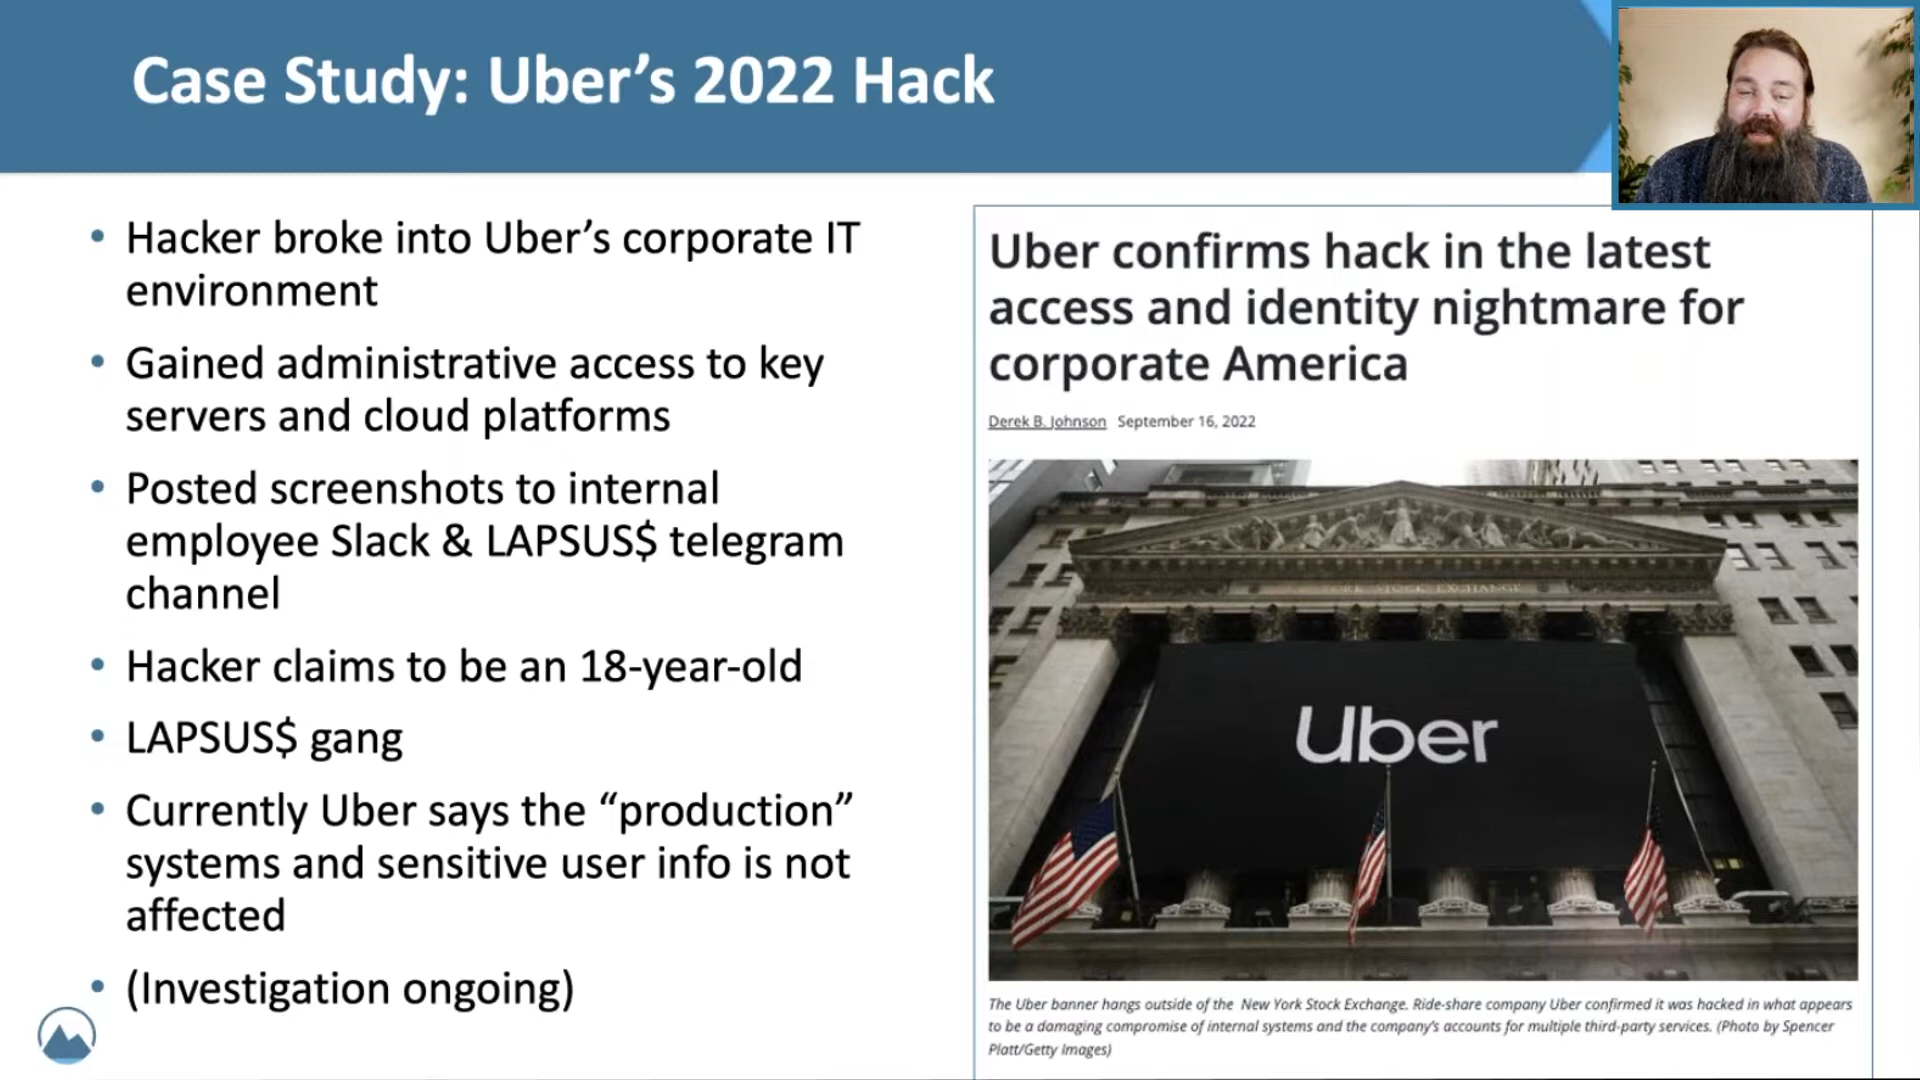 Case Study: Uber’s 2022 Hack
• Hacker broke into Uber’s corporate IT
environment
• Gained administrative access to key
servers and cloud platforms
• Posted screenshots to internal
employee Slack & LAPSUS$ telegram
channel
• Hacker claims to be an 18-year-old
• LAPSUS$ gang
• Currently Uber says the “production”
systems and sensitive user info is not
affected
• (Investigation ongoing)
Uber confirms hack in the latest
access and identity nightmare for
corporate America
Derek B. Johnson September 16, 2022
STOCK EXCHANGE
Uber
The Uber banner hangs outside of the New York Stock Exchange. Ride-share company Uber confirmed it was hacked in what appears
to be a damaging compromise of internal systems and the company’s accounts for multiple third-party services. (Photo by Spencer
Platt/Getty Images)